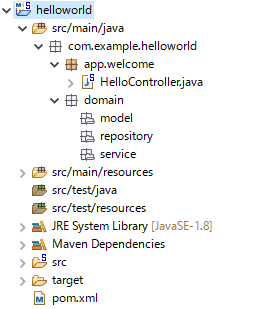 helloworld
src/main/java
com.example.helloworld
app.welcome
HelloController.java
domain
model
repository
service
src/main/resources
src/test/java
src/test/resources
JRE System Library [JavaSE-1.8]
Maven Dependencies
src
target
pom.xml